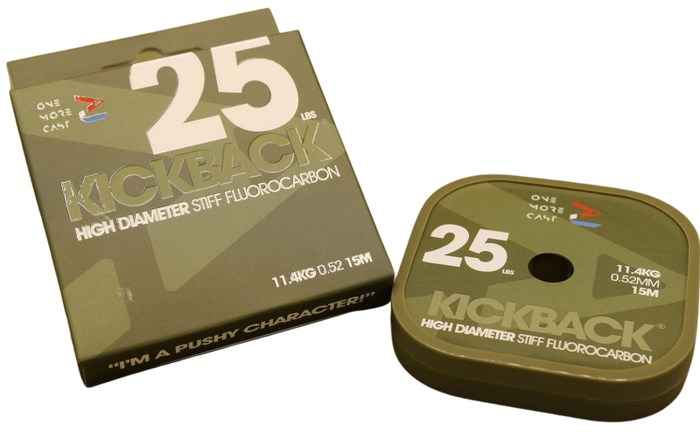 ONE
MORE
CAST
25
LBS
KICKBACK
HIGH DIAMETER STIFF FLUOROCARBON
11.4KG 0.52 15M
"I'M A PUSHY CHARACTER!"
ONE
MORE
CAST
25
LBS
11.4KG
0.52MM
15M
KICKBACK®
HIGH DIAMETER STIFF FLUOROCARBON